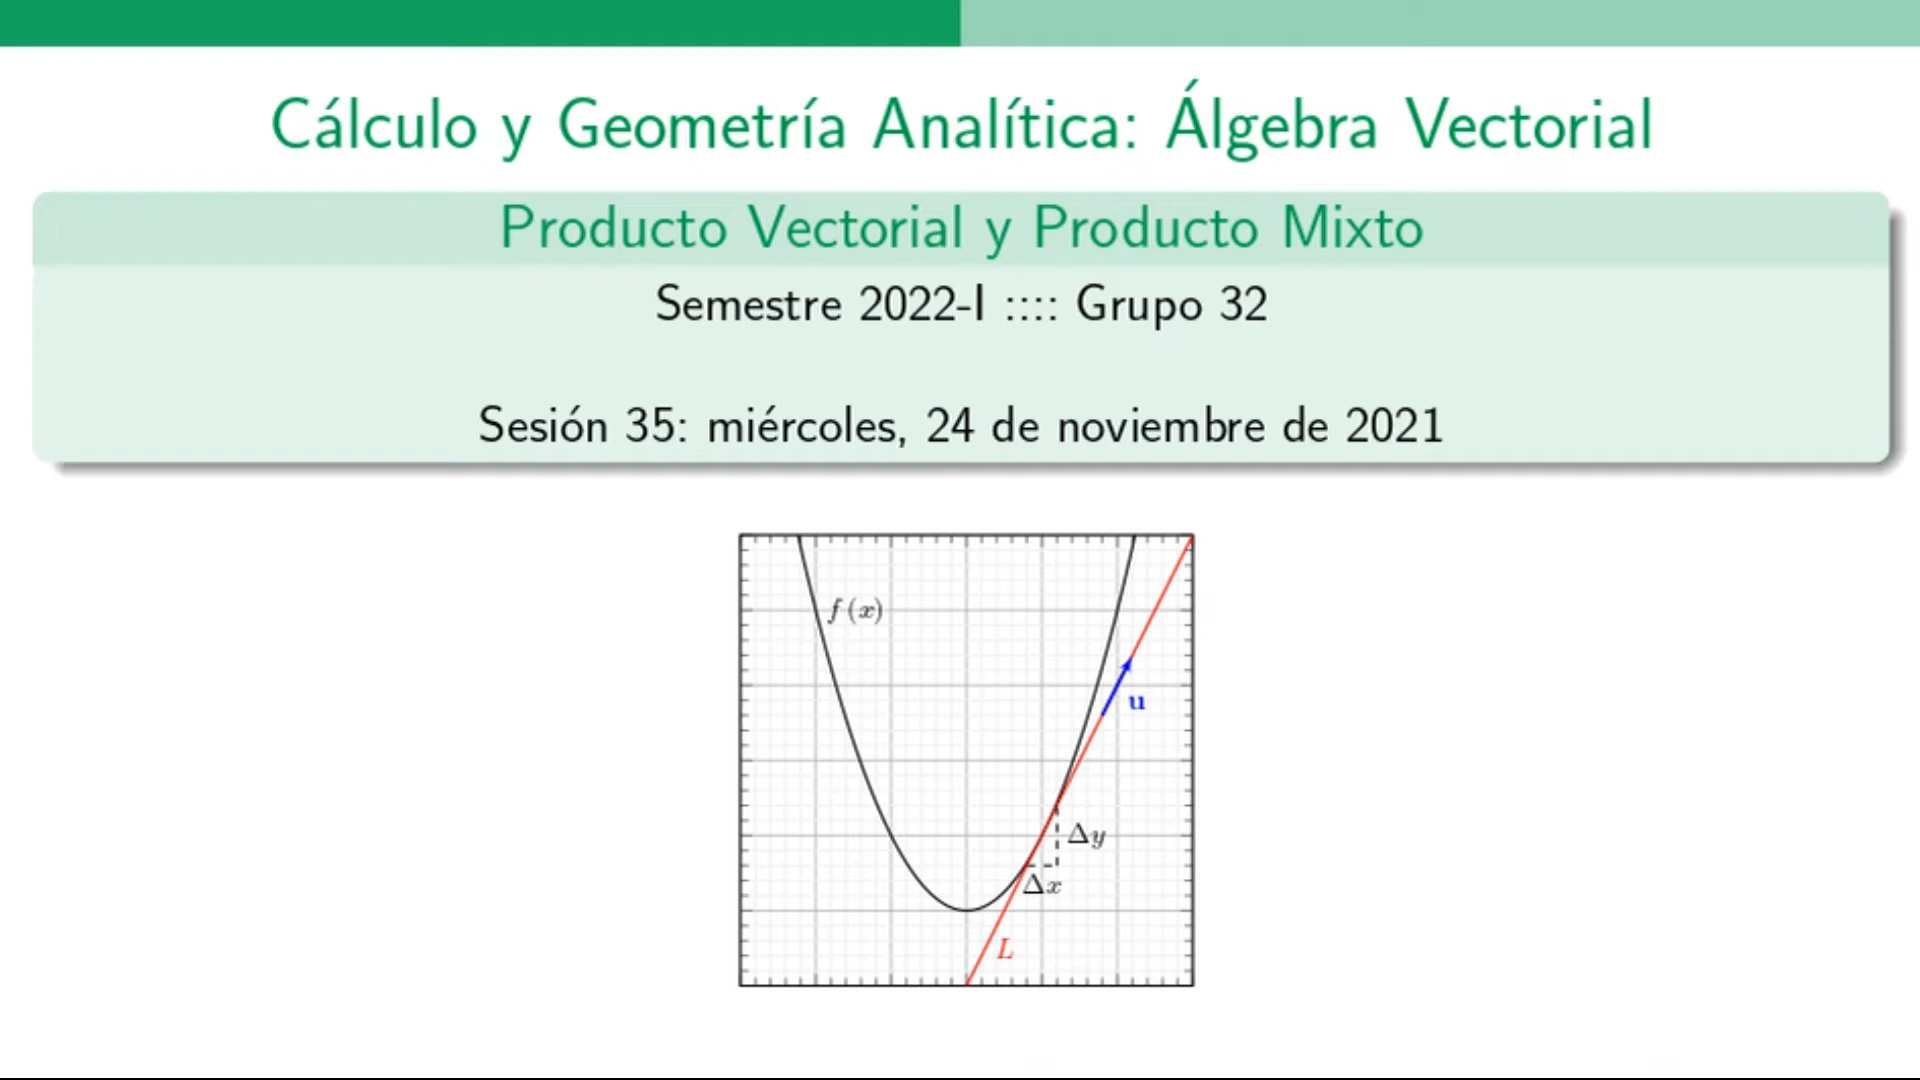 Cálculo y Geometría Analítica: Álgebra Vectorial
Producto Vectorial y Producto Mixto
Semestre 2022-I :::: Grupo 32
Sesión 35: miércoles, 24 de noviembre de 2021
f (x)
u
Δy
Δx
L